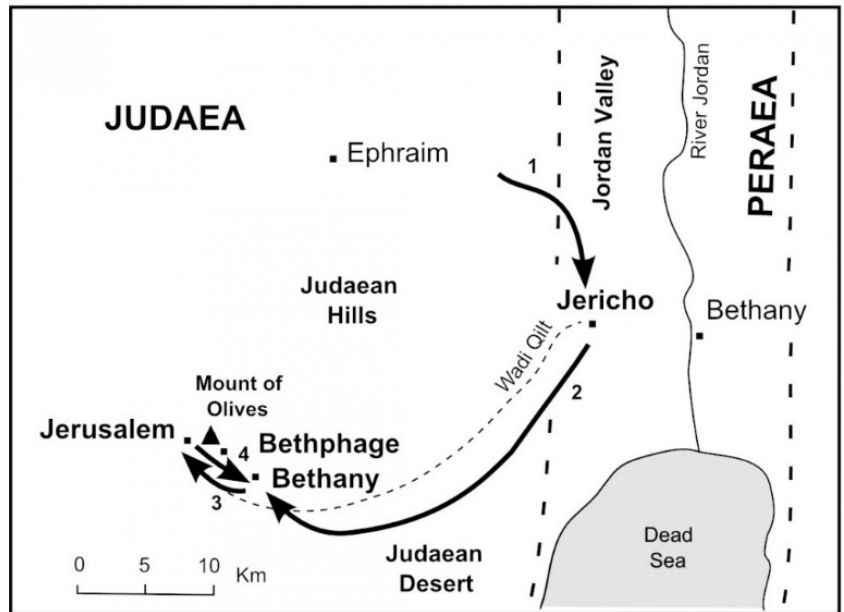 JUDAEA
Ephraim
1
Jordan Valley
River Jordan
PERAEA
Judaean
Hills
Jericho
Bethany
Wadi Qilt
2
Mount of
Olives
Jerusalem
4
Bethphage
Bethany
3
0 5 10 Km
Judaean
Desert
Dead
Sea